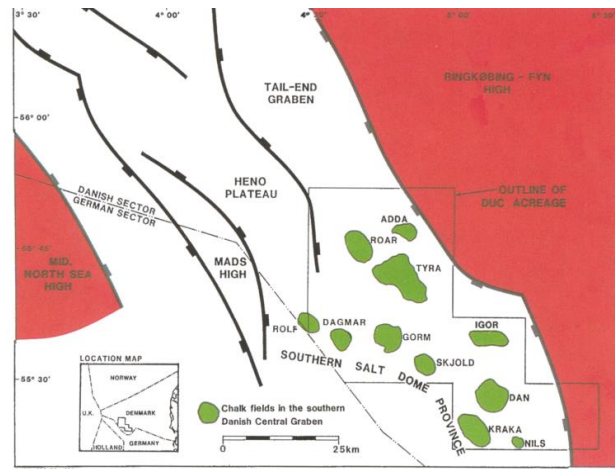 3° 30'
4° 00'
5° 00'
5° 30'
56° 00'
55° 30'
TAIL-END
GRABEN
RINGKØBING - FYN
HIGH
HENO
PLATEAU
DANISH SECTOR
GERMAN SECTOR
OUTLINE OF
DUC ACREAGE
MADS
HIGH
MID.
NORTH SEA
HIGH
ADDA
ROAR
TYRA
ROLF
DAGMAR
GORM
IGOR
SKJOLD
SOUTHERN SALT DOME PROVINCE
DAN
KRAKA
NILS
LOCATION MAP
NORWAY
U.K.
DENMARK
HOLLAND
GERMANY
Chalk fields in the southern
Danish Central Graben
0
25km